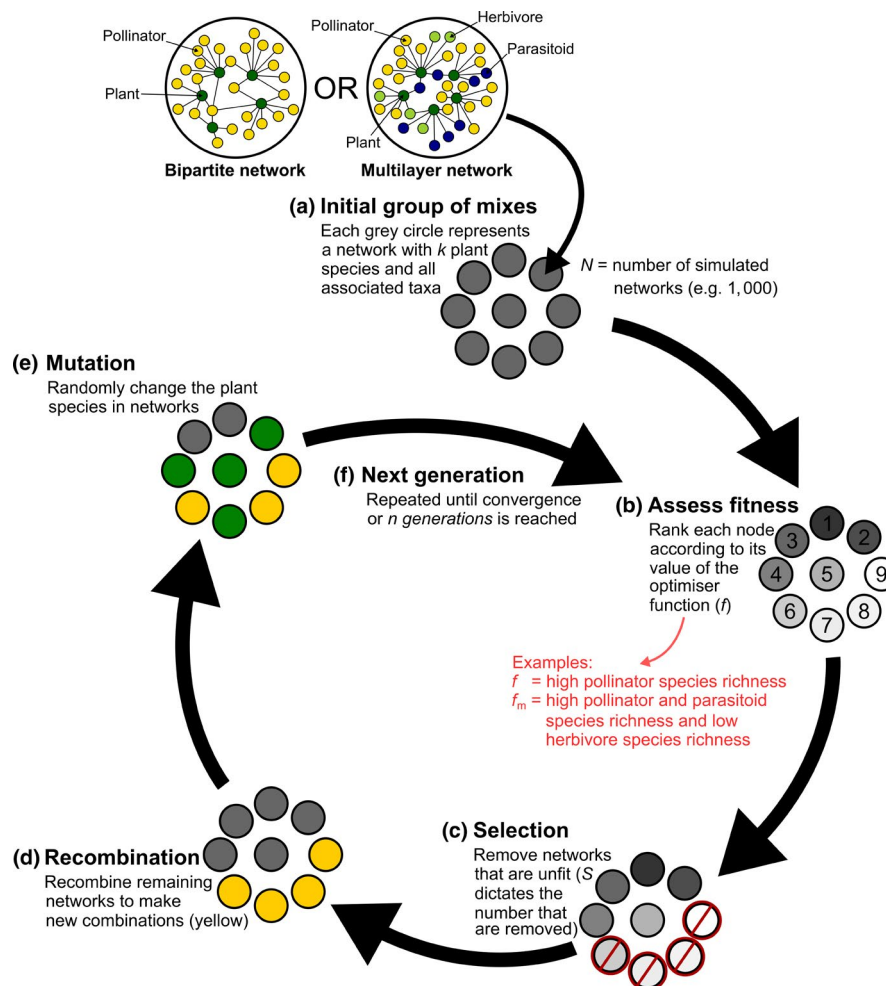 Pollinator
Plant
Bipartite network
OR
Pollinator
Herbivore
Parasitoid
Plant
Multilayer network
(a) Initial group of mixes
Each grey circle represents
a network with k plant
species and all
associated taxa
N = number of simulated
networks (e.g. 1,000)
(e) Mutation
Randomly change the plant
species in networks
(f) Next generation
Repeated until convergence
or n generations is reached
(b) Assess fitness
Rank each node
according to its
value of the
optimiser
function (f)
1
2
3
4
5
9
6
7
8
Examples:
f = high pollinator species richness
fm = high pollinator and parasitoid
species richness and low
herbivore species richness
(c) Selection
Remove networks
that are unfit (S
dictates the
number that
are removed)
(d) Recombination
Recombine remaining
networks to make
new combinations (yellow)